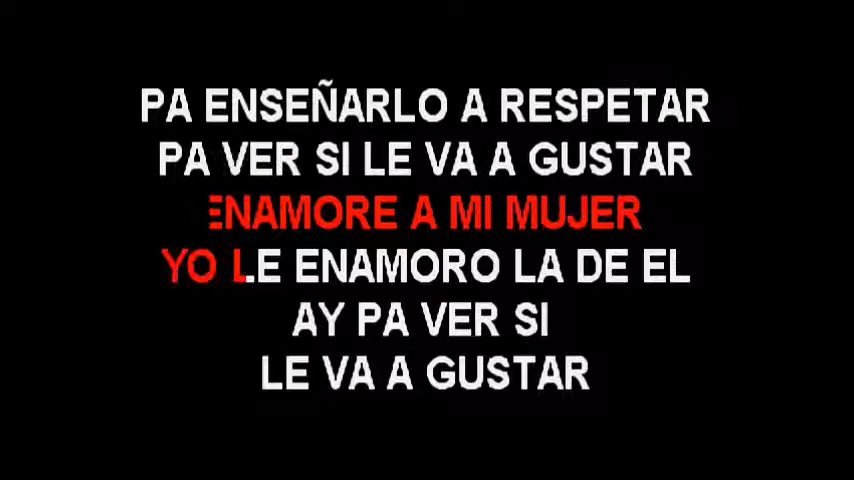 PA ENSEÑARLO A RESPETAR
PA VER SI LE VA A GUSTAR
ENAMORE A MI MUJER
YO LE ENAMORO LA DE EL
AY PA VER SI
LE VA A GUSTAR